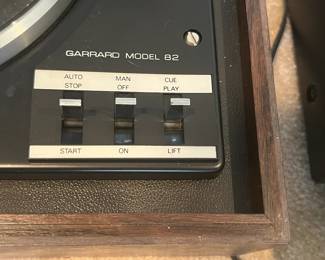 GARRARD MODEL 82
AUTO MAN CUE
STOP OFF PLAY
START ON LIFT